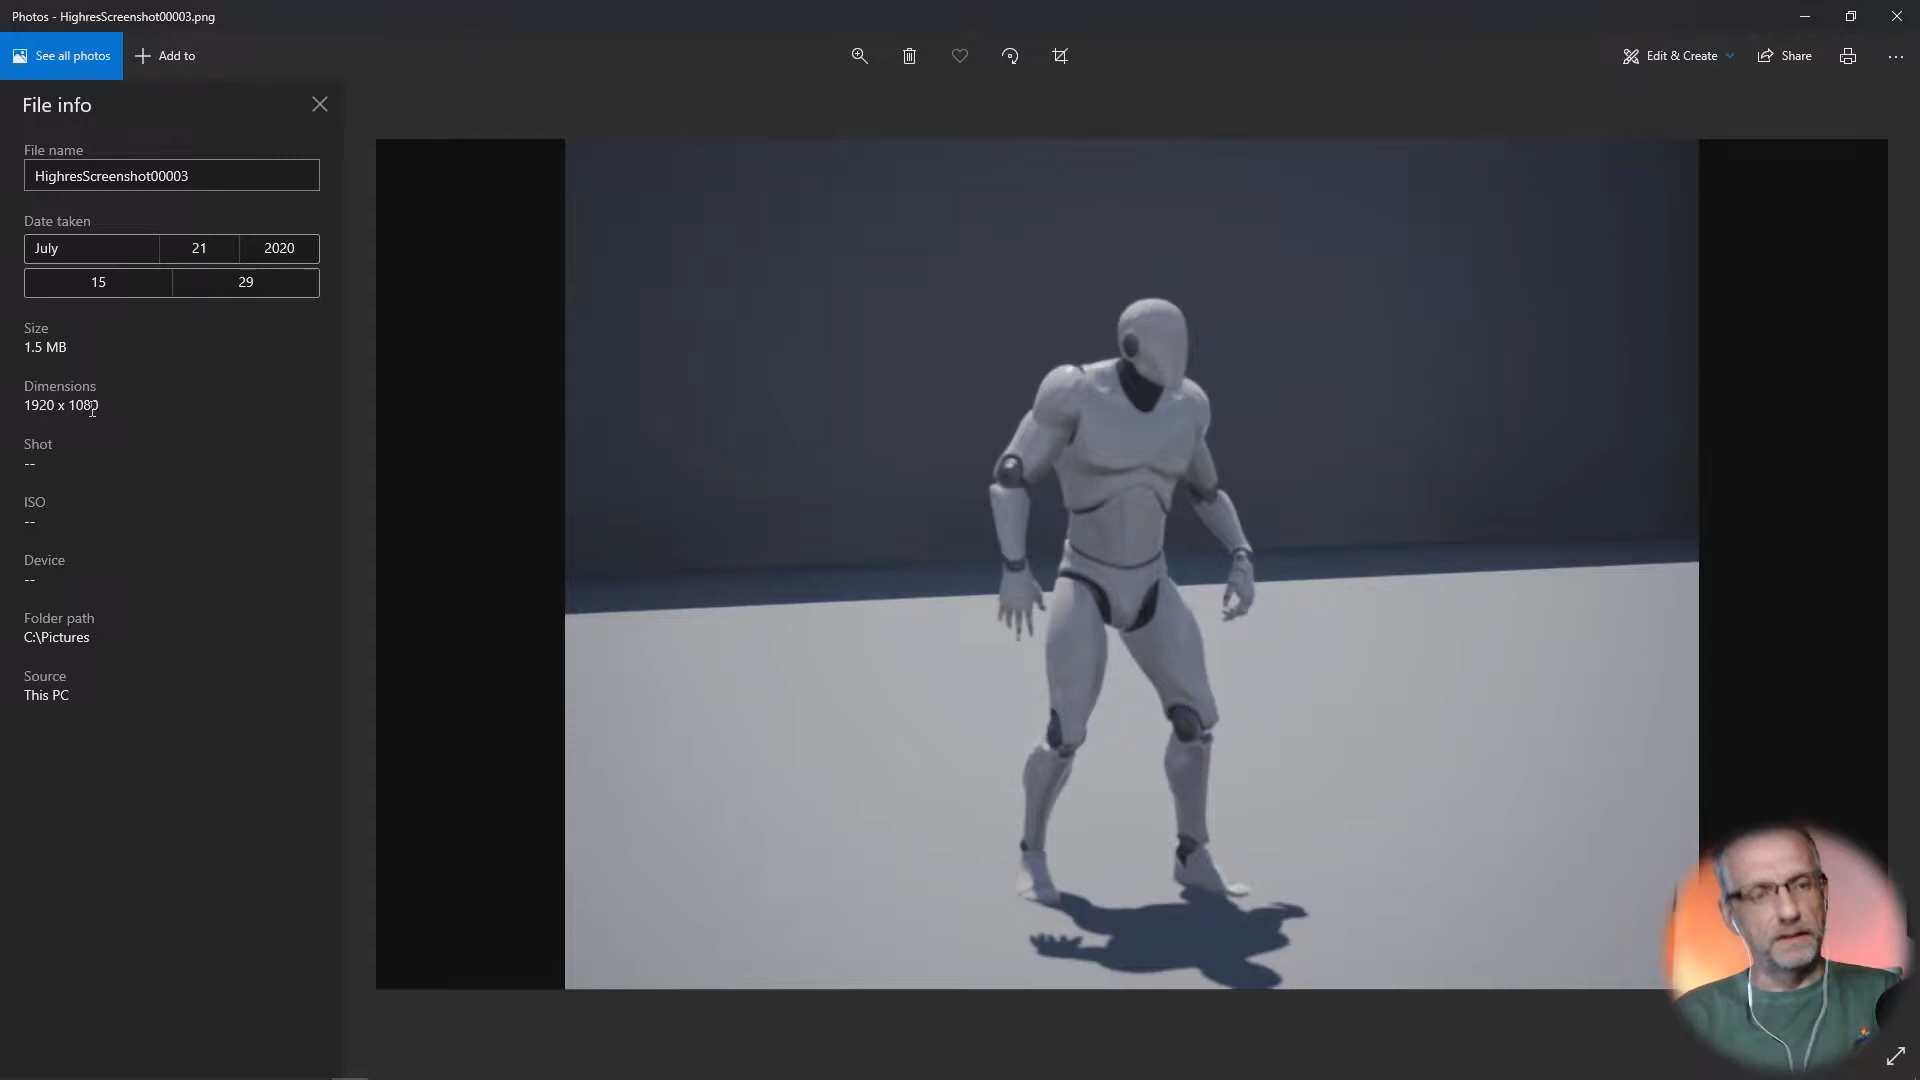 Photos - HighresScreenshot00003.png
See all photos
Add to
Edit & Create
Share
File info
File name
HighresScreenshot00003
Date taken
July 21 2020
15 29
Size
1.5 MB
Dimensions
1920 x 1080
Shot
--
ISO
--
Device
--
Folder path
C:\Pictures
Source
This PC